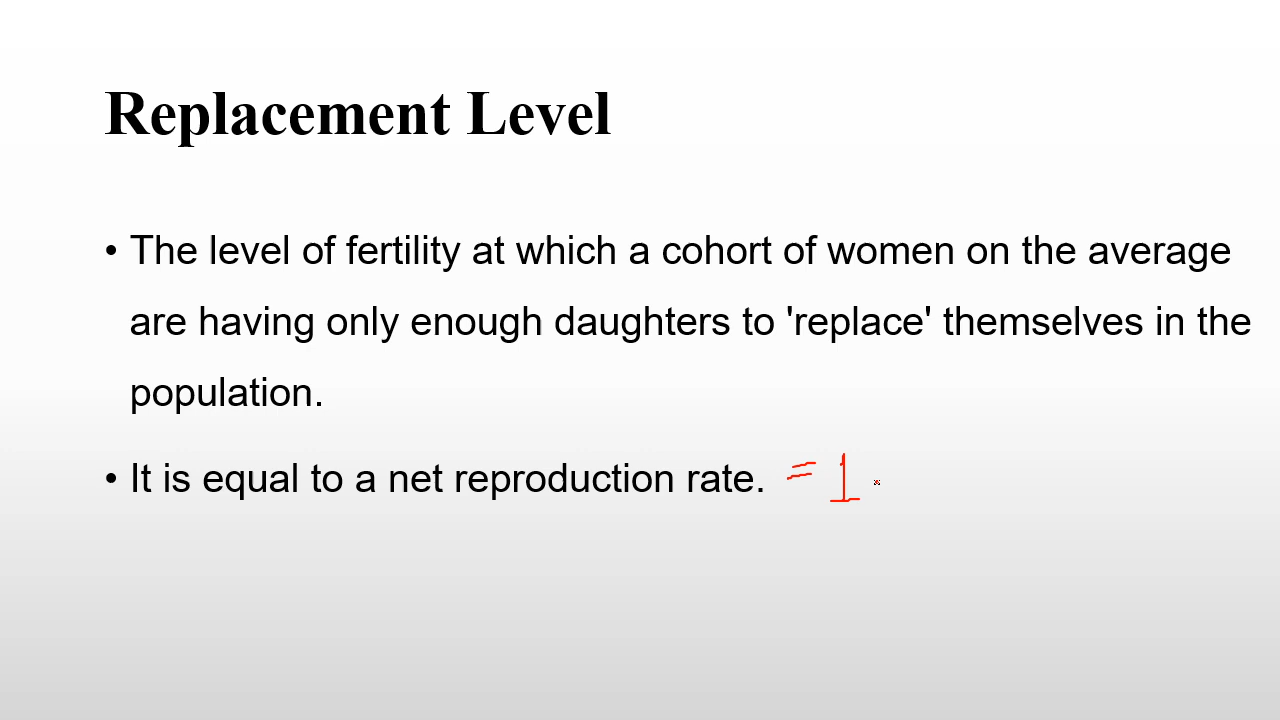 Replacement Level
• The level of fertility at which a cohort of women on the average
are having only enough daughters to 'replace' themselves in the
population.
• It is equal to a net reproduction rate. = 1